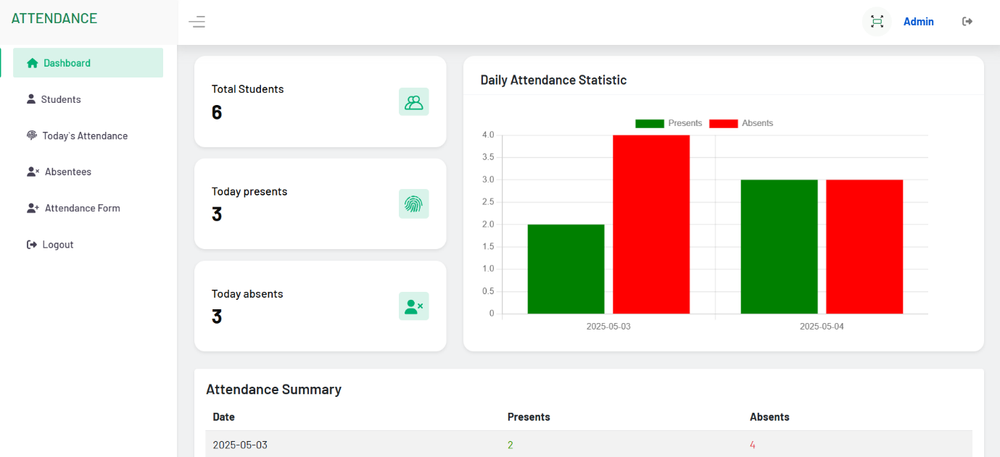 ATTENDANCE
Admin
Dashboard
Students
Today's Attendance
Absentees
Attendance Form
Logout
Total Students
6
Today presents
3
Today absents
3
Daily Attendance Statistic
Presents Absents
4.0
3.5
3.0
2.5
2.0
1.5
1.0
0.5
0
2025-05-03 2025-05-04
Attendance Summary
Date Presents Absents
2025-05-03 2 4